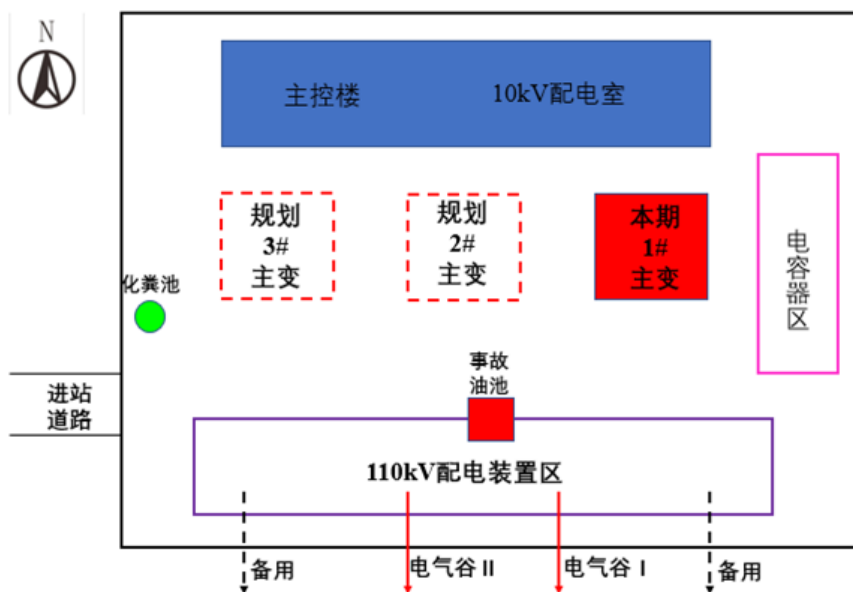 N
主控楼 10kV配电室
规划
3#
主变
规划
2#
主变
本期
1#
主变
电容器区
化粪池
进站
道路
事故
油池
110kV配电装置区
备用
电气谷 II
电气谷 I
备用